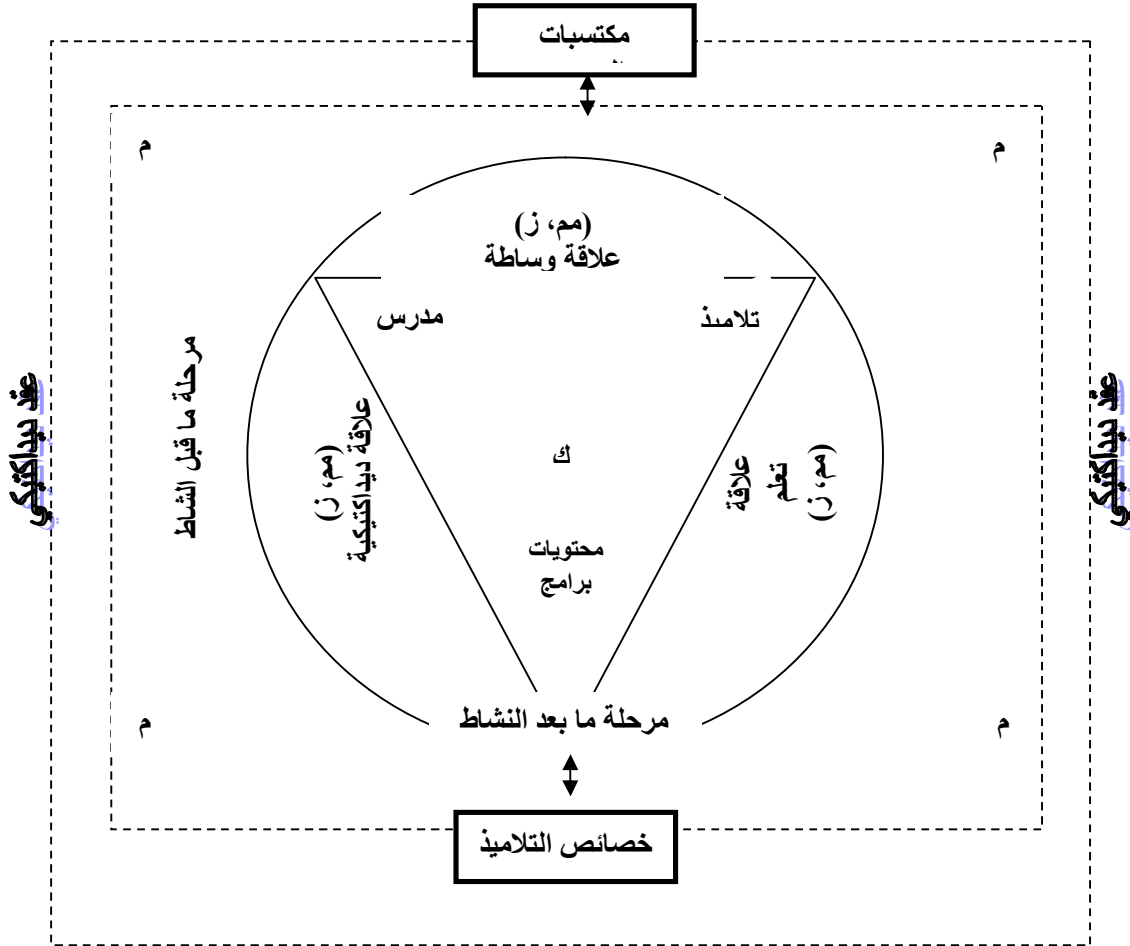 مكتسبات
م
م
(مم، ز)
علاقة وساطة
تلاميذ
مدرس
عقد ديداكتيكي
علاقة
تعلم
(مم، ز)
ك
(مم، ز)
علاقة ديداكتيكية
مرحلة ما قبل الشاط
عقد ديداكتيكي
محتويات
برامج
م
مرحلة ما بعد النشاط
م
خصائص التلاميذ